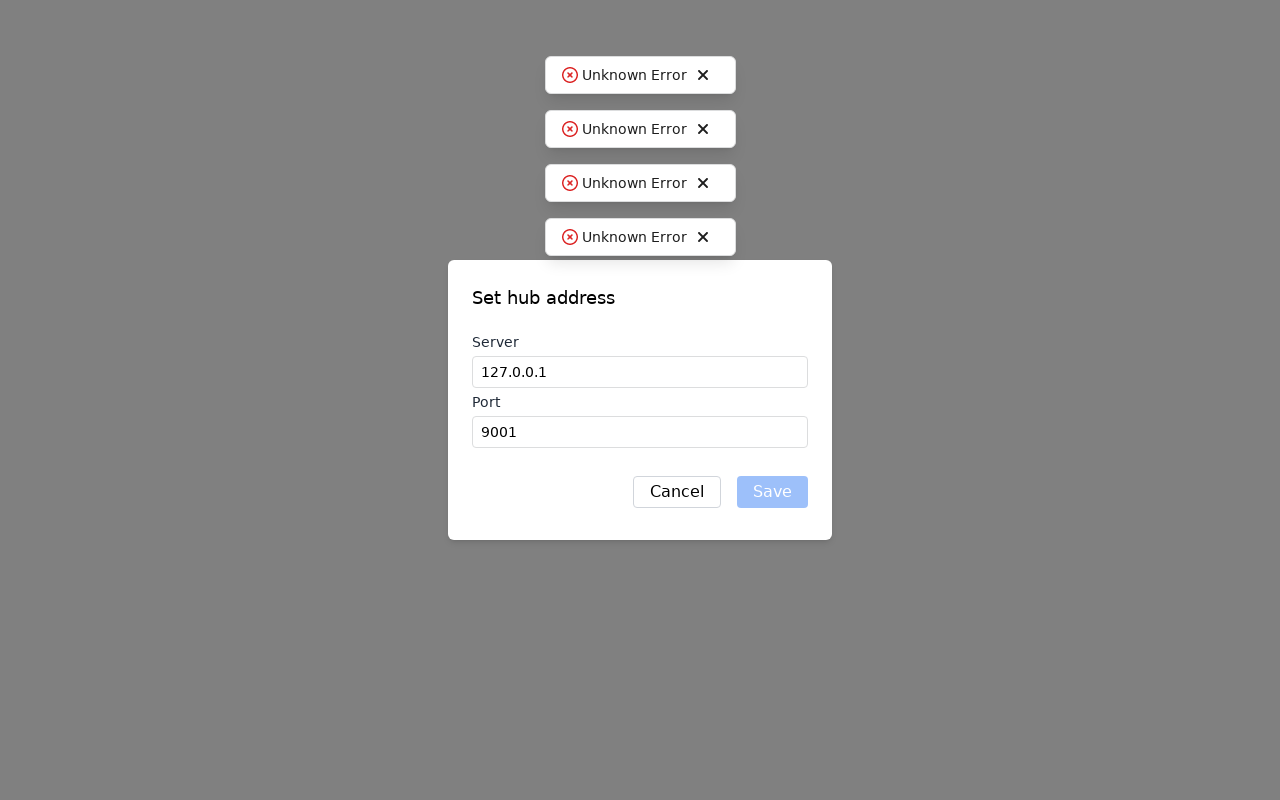 Unknown Error
Unknown Error
Unknown Error
Unknown Error
Set hub address
Server
127.0.0.1
Port
9001
Cancel Save